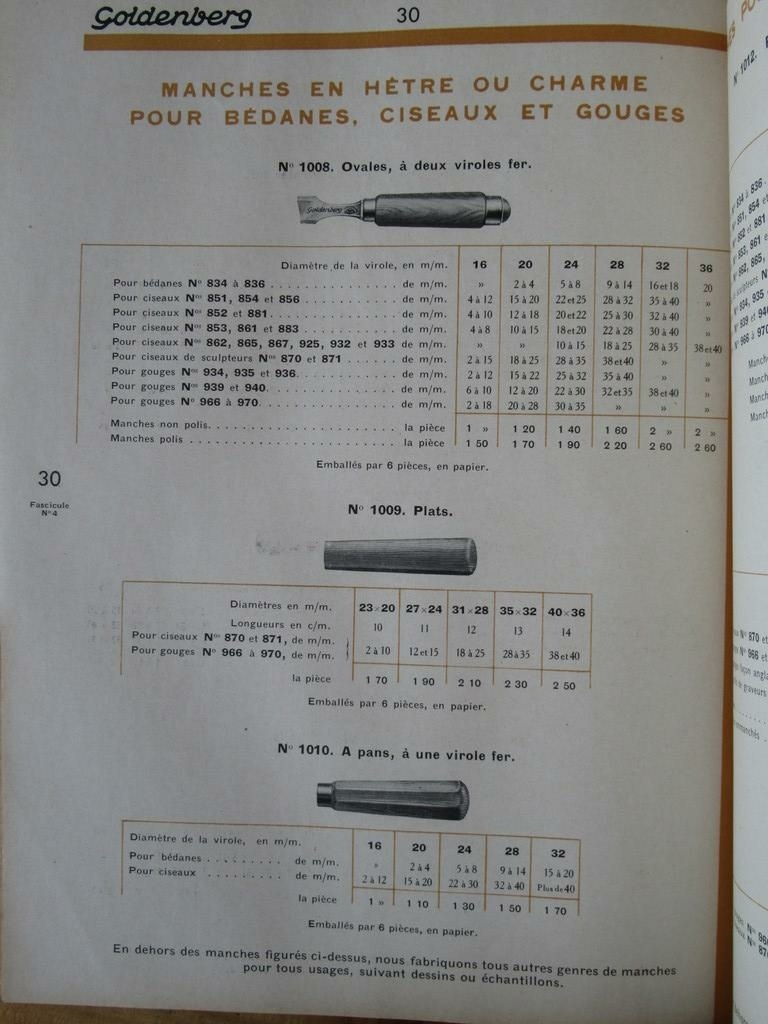 Goldenberg 30
MANCHES EN HÊTRE OU CHARME
POUR BÉDANES, CISEAUX ET GOUGES
Nº 1008. Ovales, à deux viroles fer.
Goldenberg
Diamètre de la virole, en m/m. 16 20 24 28 32 36
Pour bédanes Nº 834 à 836 . . . . . . . . . . . . . . . . de m/m. » 2 à 4 5 à 8 9 à 14 16 et 18 20
Pour ciseaux Nos 851, 854 et 856 . . . . . . . . . . . . de m/m. 4 à 12 15 à 20 22 et 25 28 à 32 35 à 40 »
Pour ciseaux Nos 852 et 881 . . . . . . . . . . . . . . . de m/m. 4 à 10 12 à 18 20 et 22 25 à 30 32 à 40 »
Pour ciseaux Nos 853, 861 et 883 . . . . . . . . . . . . de m/m. 4 à 8 10 à 15 18 et 20 22 à 28 30 à 40 »
Pour ciseaux Nos 862, 865, 867, 925, 932 et 933 de m/m. » » 10 à 15 18 à 25 28 à 35 38 et 40
Pour ciseaux de sculpteurs Nos 870 et 871 . . . . . . de m/m. 2 à 15 18 à 25 28 à 35 38 et 40 » »
Pour gouges Nos 934, 935 et 936 . . . . . . . . . . . . de m/m. 2 à 12 15 à 22 25 à 32 35 à 40 » »
Pour gouges Nos 939 et 940 . . . . . . . . . . . . . . . de m/m. 6 à 10 12 à 20 22 à 30 32 et 35 38 et 40 »
Pour gouges Nº 966 à 970 . . . . . . . . . . . . . . . . de m/m. 2 à 18 20 à 28 30 à 35 » » »
Manches non polis . . . . . . . . . . . . . . . . . . . . la pièce 1 » 1 20 1 40 1 60 2 » 2 »
Manches polis . . . . . . . . . . . . . . . . . . . . . . la pièce 1 50 1 70 1 90 2 20 2 60 2 60
Emballés par 6 pièces, en papier.
30
Fascicule
Nº 4
Nº 1009. Plats.
Diamètres en m/m. 23×20 27×24 31×28 35×32 40×36
Longueurs en c/m. 10 11 12 13 14
Pour ciseaux Nos 870 et 871, de m/m.
Pour gouges Nº 966 à 970, de m/m. 2 à 10 12 et 15 18 à 25 28 à 35 38 et 40
la pièce 1 70 1 90 2 10 2 30 2 50
Emballés par 6 pièces, en papier.
Nº 1010. A pans, à une virole fer.
Diamètre de la virole, en m/m. 16 20 24 28 32
Pour bédanes . . . . . . . . . de m/m. » 2 à 4 5 à 8 9 à 14 15 à 20
Pour ciseaux . . . . . . . . . de m/m. 2 à 12 15 à 20 22 à 30 32 à 40 Plus de 40
la pièce 1 » 1 10 1 30 1 50 1 70
Emballés par 6 pièces, en papier.
En dehors des manches figurés ci-dessus, nous fabriquons tous autres genres de manches
pour tous usages, suivant dessins ou échantillons.
Nº 1012.